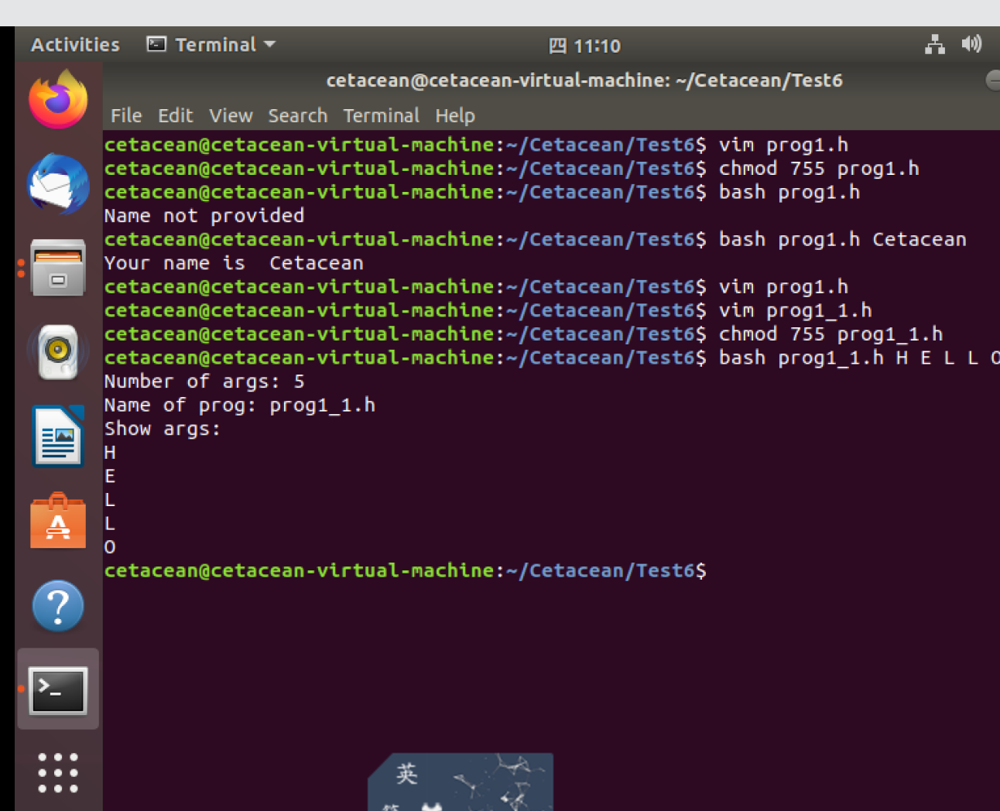 Activities Terminal 四 11:10
cetacean@cetacean-virtual-machine: ~/Cetacean/Test6
File Edit View Search Terminal Help
cetacean@cetacean-virtual-machine:~/Cetacean/Test6$ vim prog1.h
cetacean@cetacean-virtual-machine:~/Cetacean/Test6$ chmod 755 prog1.h
cetacean@cetacean-virtual-machine:~/Cetacean/Test6$ bash prog1.h
Name not provided
cetacean@cetacean-virtual-machine:~/Cetacean/Test6$ bash prog1.h Cetacean
Your name is  Cetacean
cetacean@cetacean-virtual-machine:~/Cetacean/Test6$ vim prog1.h
cetacean@cetacean-virtual-machine:~/Cetacean/Test6$ vim prog1_1.h
cetacean@cetacean-virtual-machine:~/Cetacean/Test6$ chmod 755 prog1_1.h
cetacean@cetacean-virtual-machine:~/Cetacean/Test6$ bash prog1_1.h H E L L O
Number of args: 5
Name of prog: prog1_1.h
Show args:
H
E
L
L
O
cetacean@cetacean-virtual-machine:~/Cetacean/Test6$
英